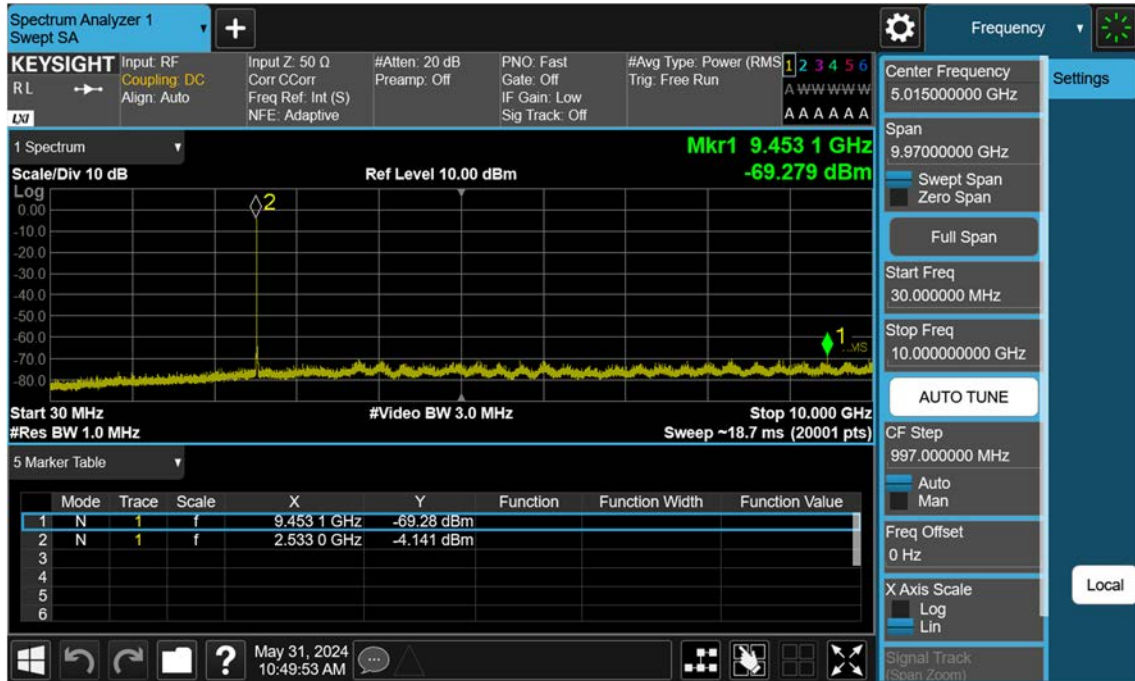 Spectrum Analyzer 1
Swept SA
+
Frequency
KEYSIGHT
R L
LXI
Input: RF
Coupling: DC
Align: Auto
Input Z: 50 Ω
Corr CCorr
Freq Ref: Int (S)
NFE: Adaptive
#Atten: 20 dB
Preamp: Off
PNO: Fast
Gate: Off
IF Gain: Low
Sig Track: Off
#Avg Type: Power (RMS
Trig: Free Run
1 2 3 4 5 6
A W W W W W
A A A A A A
1 Spectrum
Scale/Div 10 dB
Ref Level 10.00 dBm
Mkr1 9.453 1 GHz
-69.279 dBm
Log
0.00
-10.0
-20.0
-30.0
-40.0
-50.0
-60.0
-70.0
-80.0
2
1
Start 30 MHz
#Video BW 3.0 MHz
Stop 10.000 GHz
#Res BW 1.0 MHz
Sweep ~18.7 ms (20001 pts)
5 Marker Table
Mode Trace Scale X Y Function Function Width Function Value
1 N 1 f 9.453 1 GHz -69.28 dBm
2 N 1 f 2.533 0 GHz -4.141 dBm
3
4
5
6
?
May 31, 2024
10:49:53 AM
Center Frequency
5.015000000 GHz
Span
9.97000000 GHz
Swept Span
Zero Span
Full Span
Start Freq
30.000000 MHz
Stop Freq
10.000000000 GHz
AUTO TUNE
CF Step
997.000000 MHz
Auto
Man
Freq Offset
0 Hz
X Axis Scale
Log
Lin
Signal Track
(Span Zoom)
Settings
Local